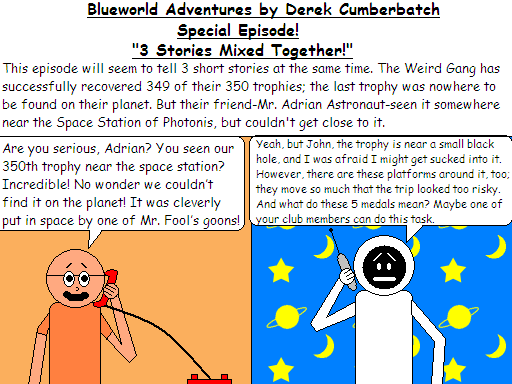 Blueworld Adventures by Derek Cumberbatch
Special Episode!
"3 Stories Mixed Together!"
This episode will seem to tell 3 short stories at the same time. The Weird Gang has
successfully recovered 349 of their 350 trophies; the last trophy was nowhere to
be found on their planet. But their friend-Mr. Adrian Astronaut-seen it somewhere
near the Space Station of Photonis, but couldn't get close to it.
Are you serious, Adrian? You seen our
350th trophy near the space station?
Incredible! No wonder we couldn't
find it on the planet! It was cleverly
put in space by one of Mr. Fool's goons!
Yeah, but John, the trophy is near a small black
hole, and I was afraid I might get sucked into it.
However, there are these platforms around it, too;
they move so much that the trip looked too risky.
And what do these 5 medals mean? Maybe one of
your club members can do this task.